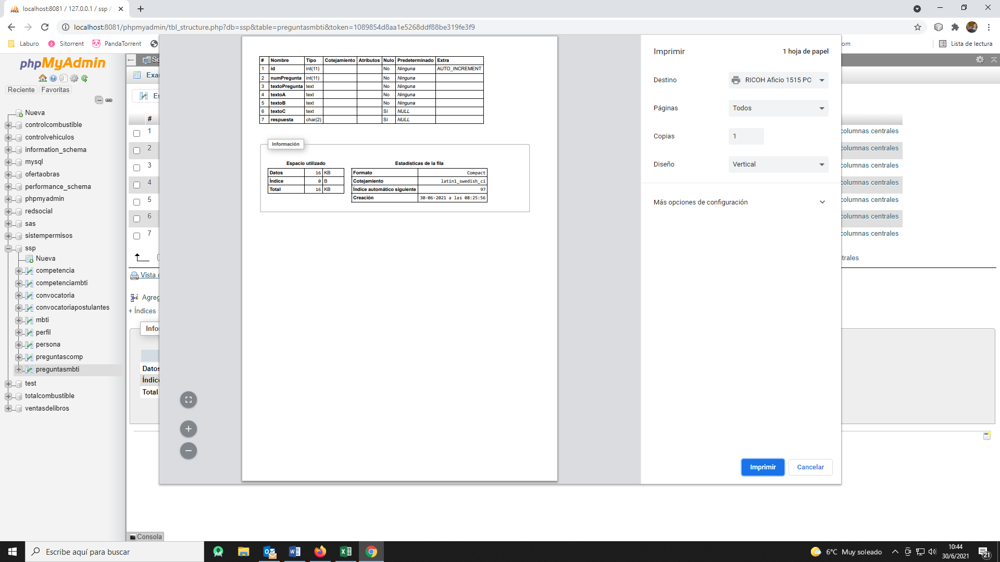 localhost:8081 / 127.0.0.1 / ssp /
localhost:8081/phpmyadmin/tbl_structure.php?db=ssp&table=preguntasmbti&token=1089854d8aa1e5268ddf88be319fe3f9
Laburo
Sitorrent
PandaTorrent
om
Lista de lectura
phpMyAdmin
Reciente
Favoritas
Nueva
controlcombustible
controlvehiculos
information_schema
mysql
ofertaobras
performance_schema
phpmyadmin
redsocial
sas
sistempermisos
ssp
Nueva
competencia
competenciambti
convocatoria
convocatoriapostulantes
mbti
perfil
persona
preguntascomp
preguntasmbti
test
totalcombustible
ventasdelibros
Se
Exa
Es
#
1
2
3
4
5
6
7
Vista
Agreg
+ Índices
Info
Datos
Índic
Total
Consola
# Nombre Tipo Cotejamiento Atributos Nulo Predeterminado Extra
1 id int(11) No Ninguna AUTO_INCREMENT
2 numPregunta int(11) No Ninguna
3 textoPregunta text No Ninguna
4 textoA text No Ninguna
5 textoB text No Ninguna
6 textoC text Sí NULL
7 respuesta char(2) Sí NULL
Información
Espacio utilizado
Datos 16 KB
Índice 0 B
Total 16 KB
Estadísticas de la fila
Formato Compact
Cotejamiento latin1_swedish_ci
Índice automático siguiente 97
Creación 30-06-2021 a las 08:25:56
Imprimir
1 hoja de papel
Destino RICOH Aficio 1515 PC
Páginas Todos
Copias 1
Diseño Vertical
Más opciones de configuración
Imprimir
Cancelar
columnas centrales
columnas centrales
columnas centrales
columnas centrales
columnas centrales
columnas centrales
columnas centrales
trales
Escribe aquí para buscar
6°C Muy soleado
10:44
30/6/2021
21